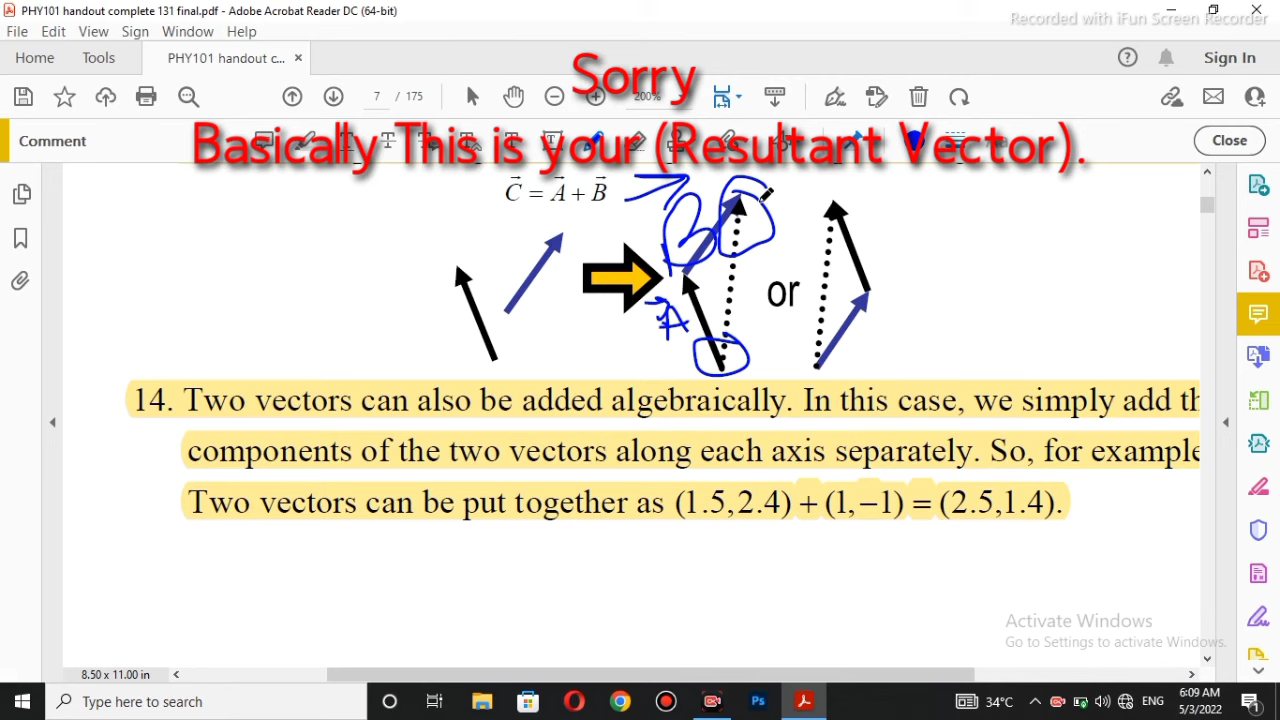 PHY101 handout complete 131 final.pdf - Adobe Acrobat Reader DC (64-bit)
Recorded with iFun Screen Recorder
File Edit View Sign Window Help
Home Tools PHY101 handout c... × Sign In
Sorry
7 / 175 200%
Comment Close
Basically This is your (Resultant Vector).
C = A + B
B
A
or
14. Two vectors can also be added algebraically. In this case, we simply add th
components of the two vectors along each axis separately. So, for example
Two vectors can be put together as (1.5,2.4) + (1,−1) = (2.5,1.4).
Activate Windows
Go to Settings to activate Windows.
8.50 x 11.00 in
Type here to search
34°C ENG 6:09 AM
5/3/2022